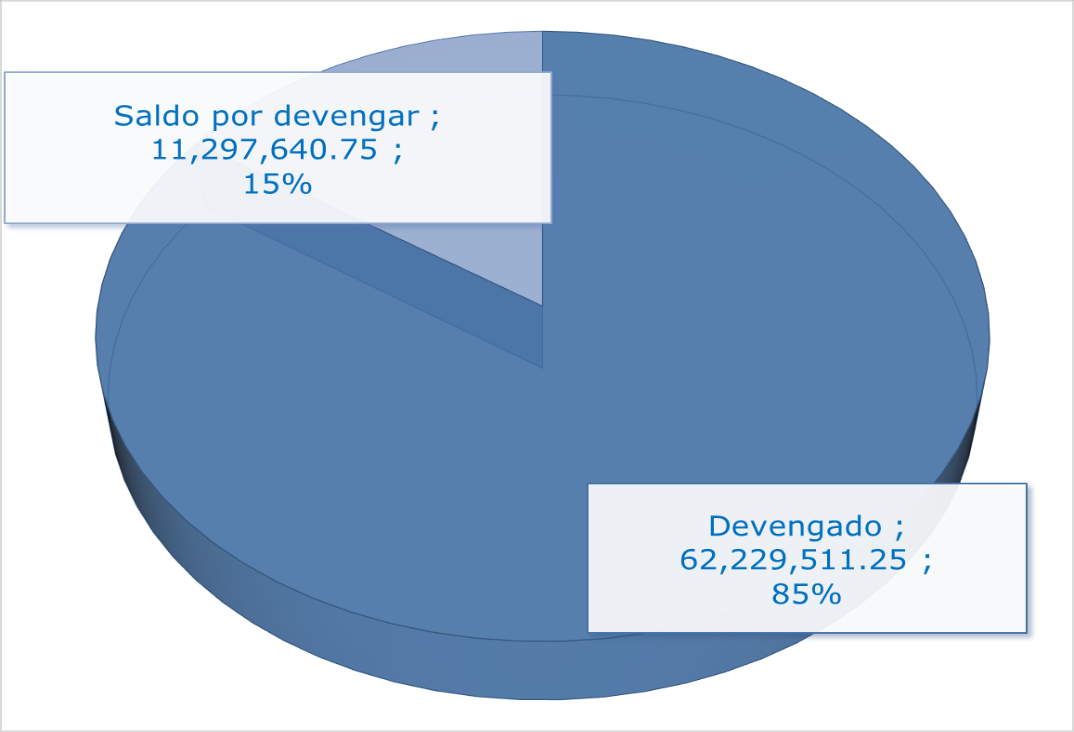 Saldo por devengar ;
11,297,640.75 ;
15%
Devengado ;
62,229,511.25 ;
85%